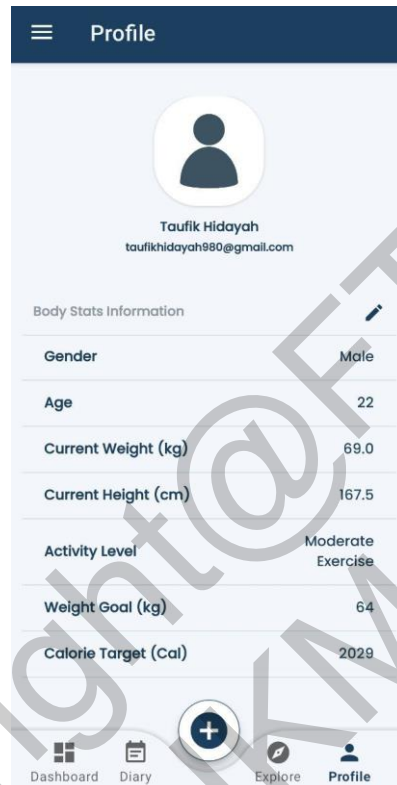 Profile
Taufik Hidayah
taufikhidayah980@gmail.com
Body Stats Information
Gender Male
Age 22
Current Weight (kg) 69.0
Current Height (cm) 167.5
Activity Level Moderate
Exercise
Weight Goal (kg) 64
Calorie Target (Cal) 2029
Dashboard Diary Explore Profile